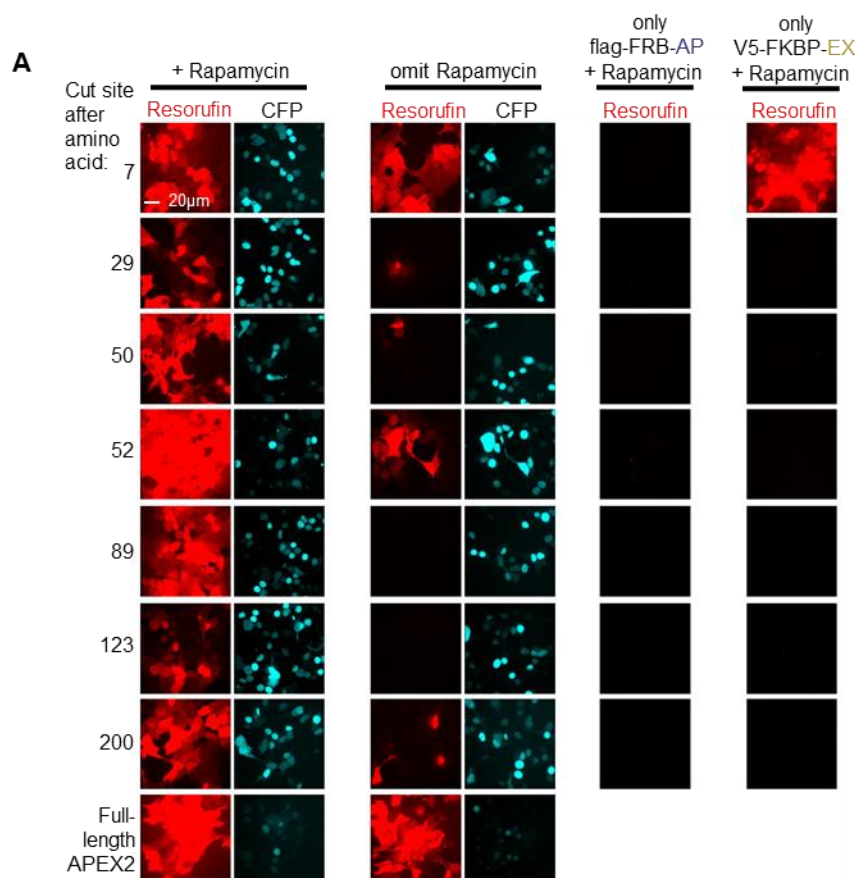 A
+ Rapamycin
omit Rapamycin
only
flag-FRB-AP
+ Rapamycin
only
V5-FKBP-EX
+ Rapamycin
Cut site
after
amino
acid:
Resorufin
CFP
Resorufin
CFP
Resorufin
Resorufin
7
20µm
29
50
52
89
123
200
Full-
length
APEX2